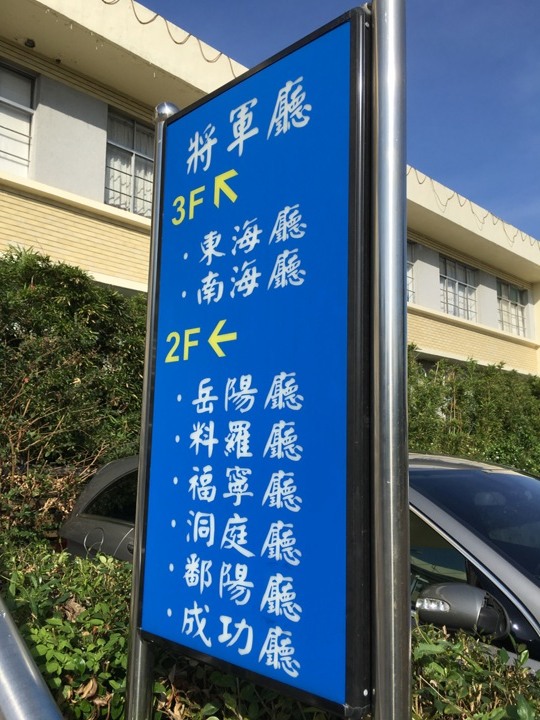 將軍廳
3F↖
·東海廳
·南海廳
2F←
·岳陽廳
·料羅廳
·福寧廳
·洞庭廳
·鄱陽廳
·成功廳